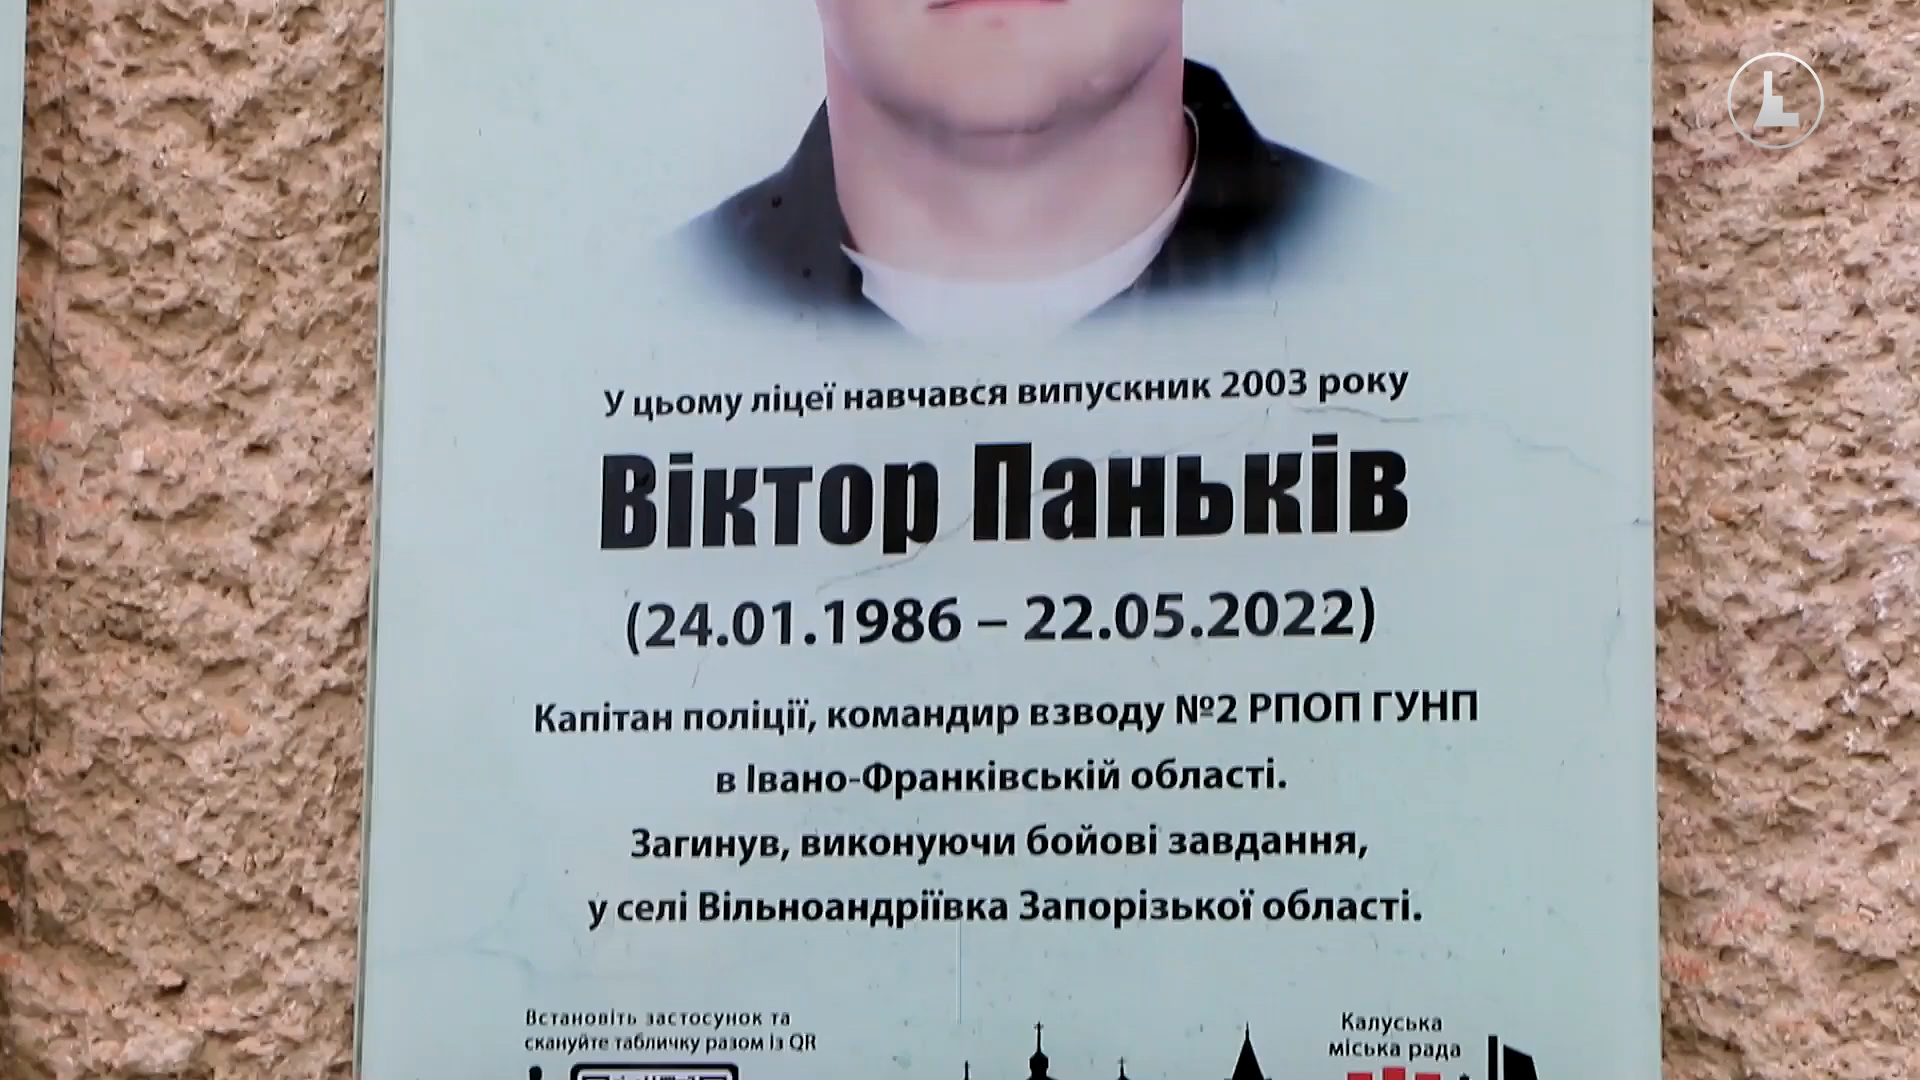 У цьому ліцеї навчався випускник 2003 року
Віктор Паньків
(24.01.1986 – 22.05.2022)
Капітан поліції, командир взводу №2 РПОП ГУНП
в Івано-Франківській області.
Загинув, виконуючи бойові завдання,
у селі Вільноандріївка Запорізької області.
Встановіть застосунок та
скануйте табличку разом із QR
Калуська
міська рада